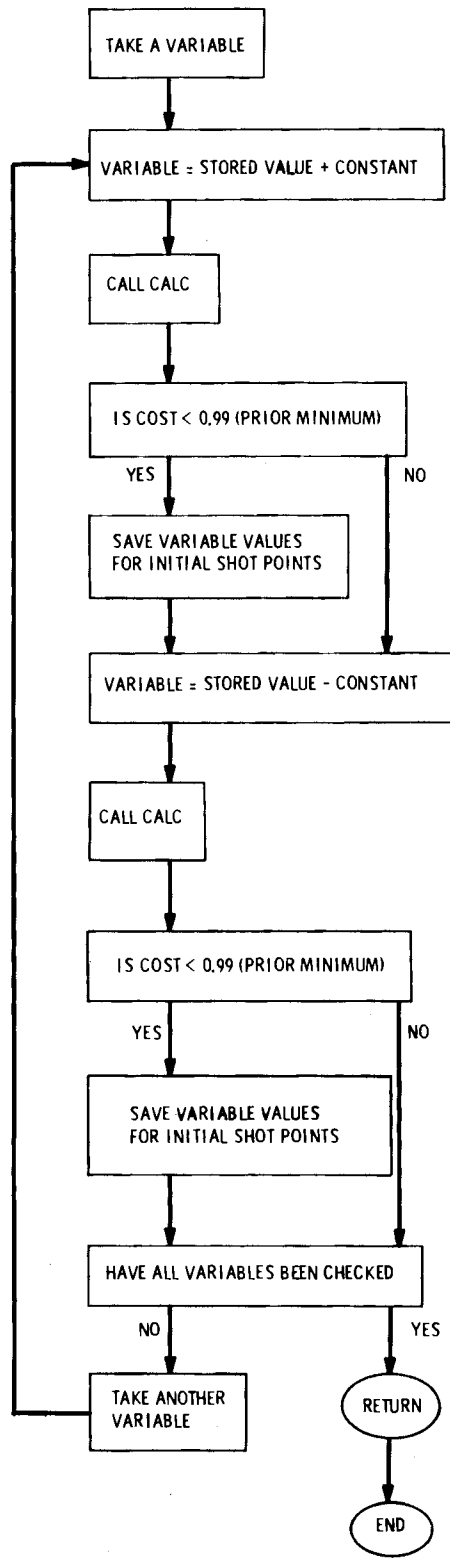 TAKE A VARIABLE
VARIABLE = STORED VALUE + CONSTANT
CALL CALC
IS COST < 0.99 (PRIOR MINIMUM)
YES
NO
SAVE VARIABLE VALUES
FOR INITIAL SHOT POINTS
VARIABLE = STORED VALUE - CONSTANT
CALL CALC
IS COST < 0.99 (PRIOR MINIMUM)
YES
NO
SAVE VARIABLE VALUES
FOR INITIAL SHOT POINTS
HAVE ALL VARIABLES BEEN CHECKED
NO
YES
TAKE ANOTHER
VARIABLE
RETURN
END